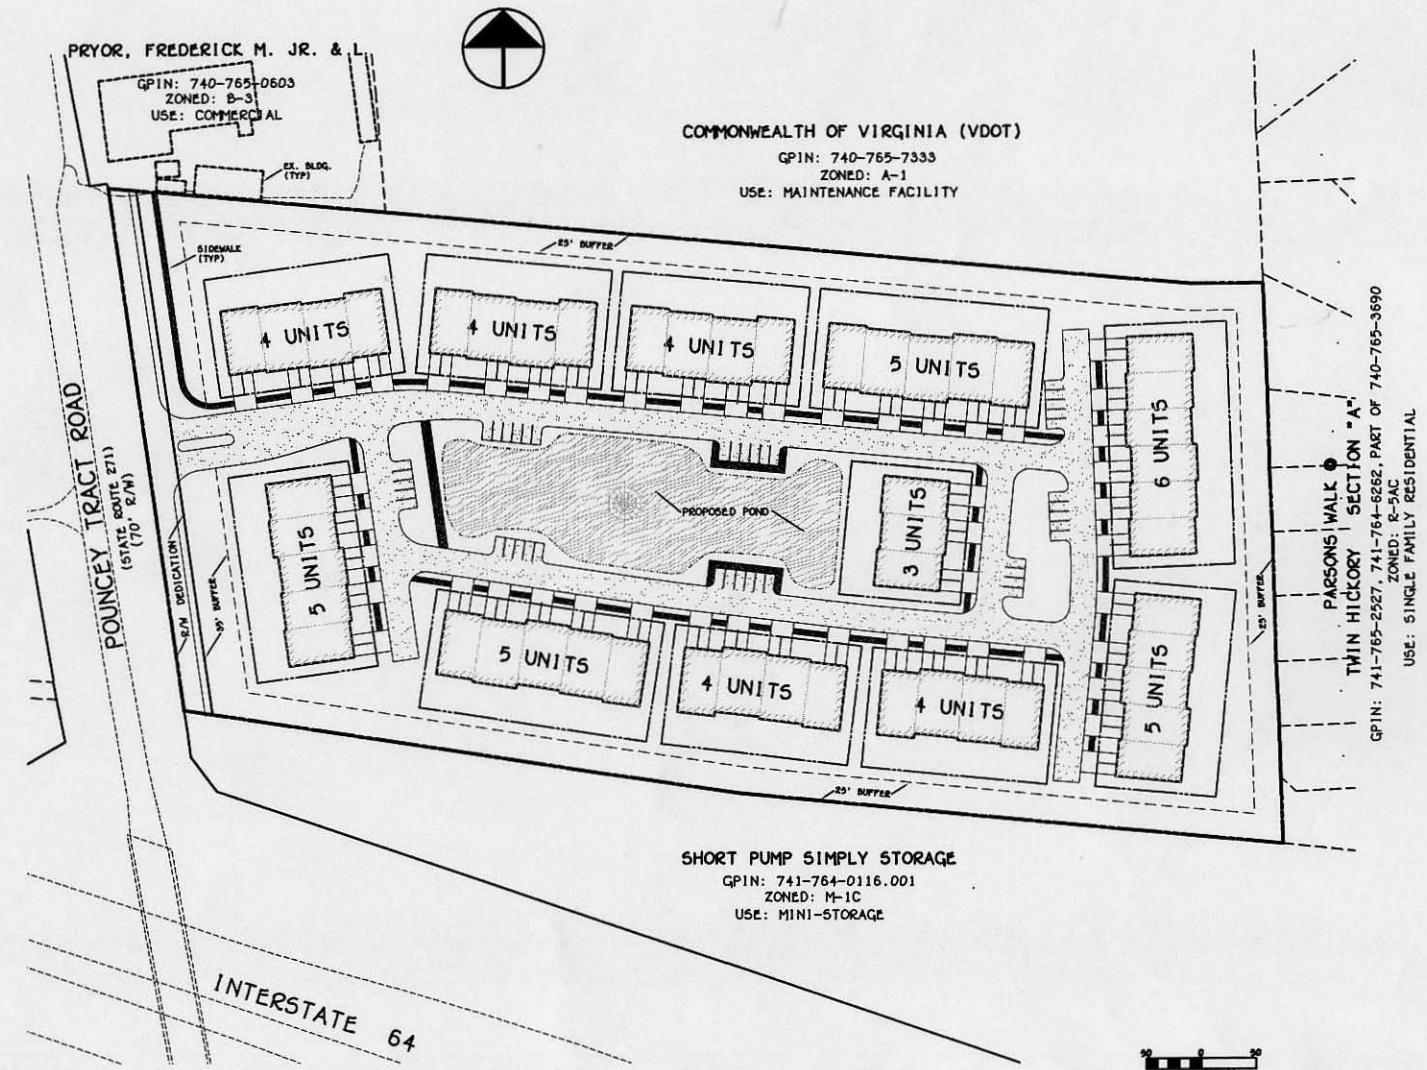 PRYOR, FREDERICK M. JR. & L.
GPIN: 740-765-0603
ZONED: B-3
USE: COMMERCIAL
EX. BLDG.
(TYP)
COMMONWEALTH OF VIRGINIA (VDOT)
GPIN: 740-765-7333
ZONED: A-1
USE: MAINTENANCE FACILITY
SIDEWALK
(TYP)
25' BUFFER
4 UNITS
4 UNITS
4 UNITS
5 UNITS
6 UNITS
POUNCEY TRACT ROAD
(STATE ROUTE 271)
(70' R/W)
R/W DEDICATION
35' BUFFER
5 UNITS
PROPOSED POND
3 UNITS
5 UNITS
4 UNITS
4 UNITS
5 UNITS
25' BUFFER
25' BUFFER
PARSONS WALK @
TWIN HICKORY SECTION "A"
GPIN: 741-765-2527, 741-764-6262, PART OF 740-765-3690
ZONED: R-5AC
USE: SINGLE FAMILY RESIDENTIAL
SHORT PUMP SIMPLY STORAGE
GPIN: 741-764-0116.001
ZONED: M-1C
USE: MINI-STORAGE
INTERSTATE 64
50 0 50